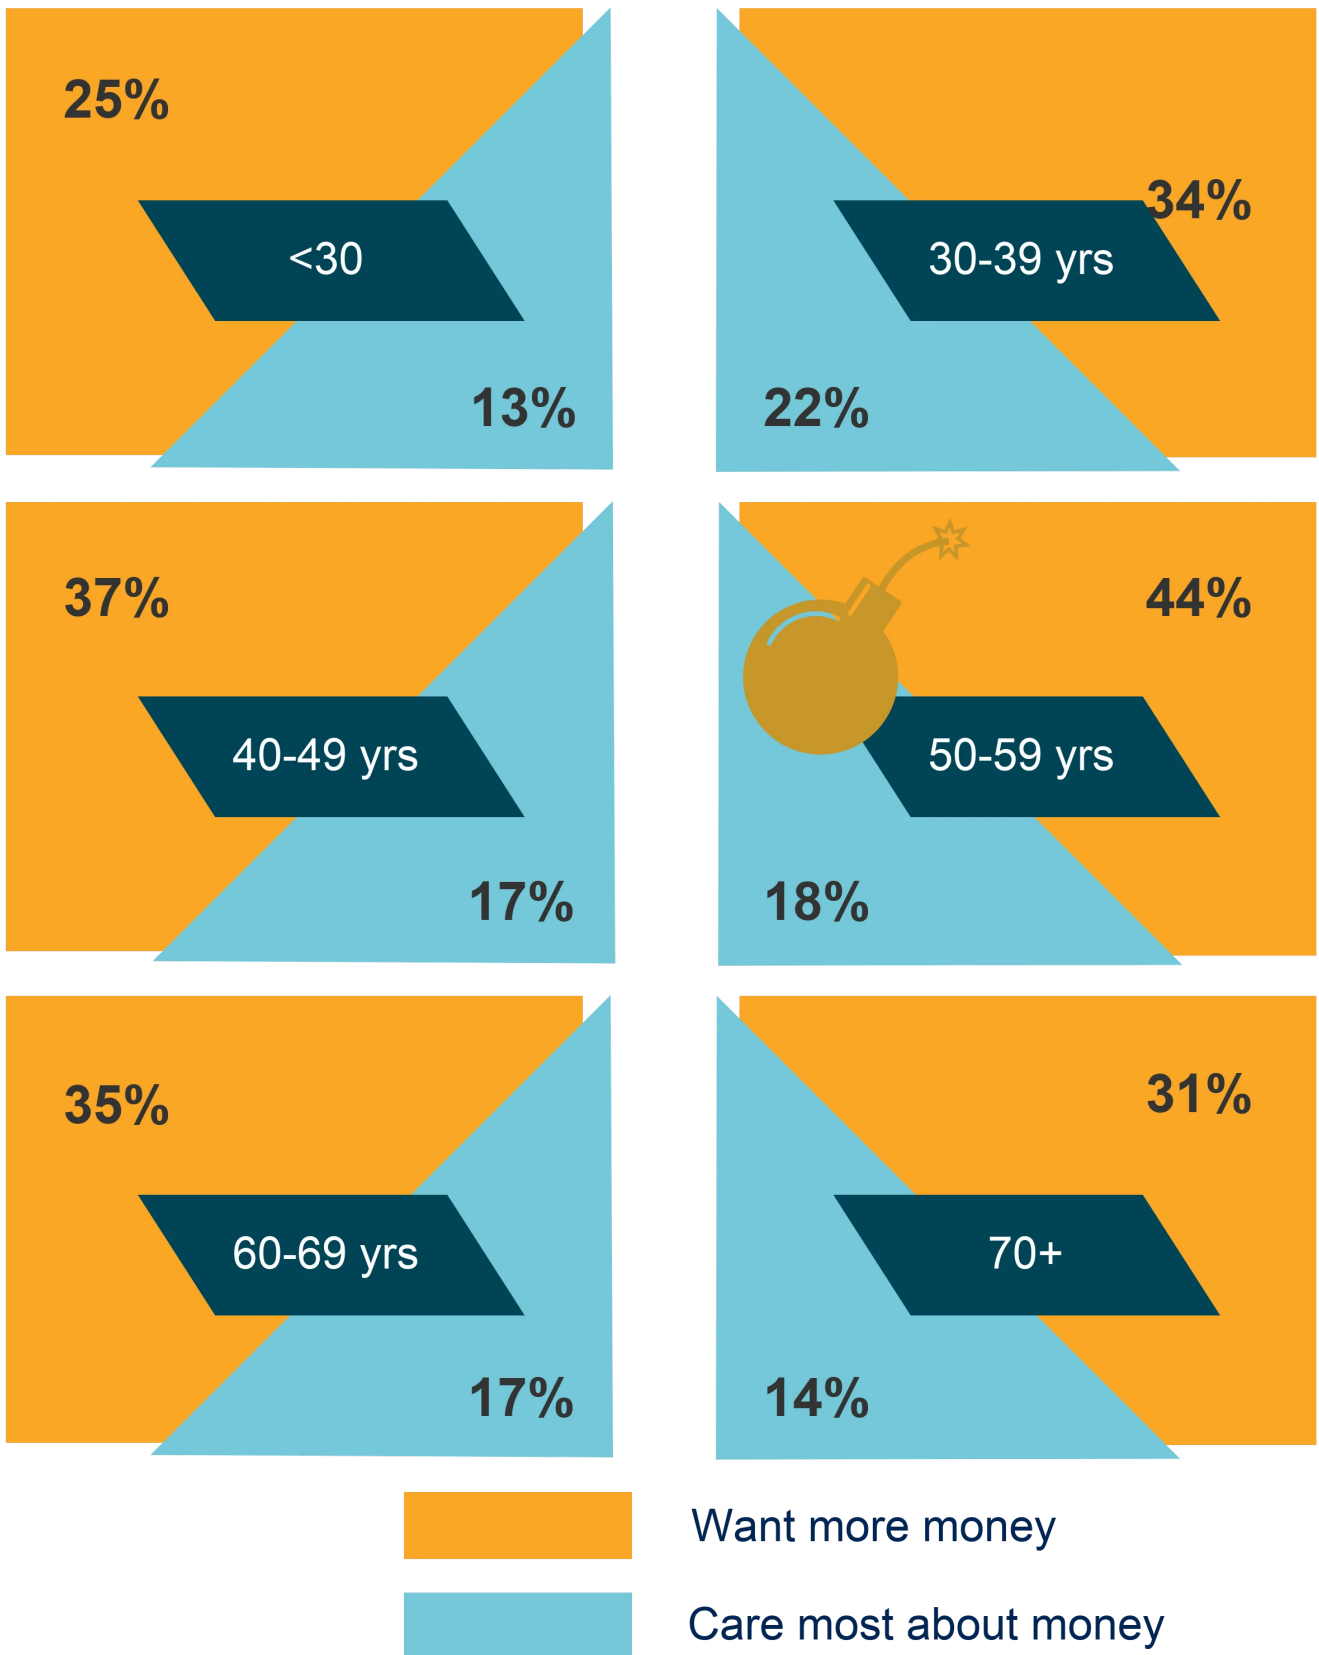 25%
<30
13%
34%
30-39 yrs
22%
37%
40-49 yrs
17%
44%
50-59 yrs
18%
35%
60-69 yrs
17%
31%
70+
14%
Want more money
Care most about money